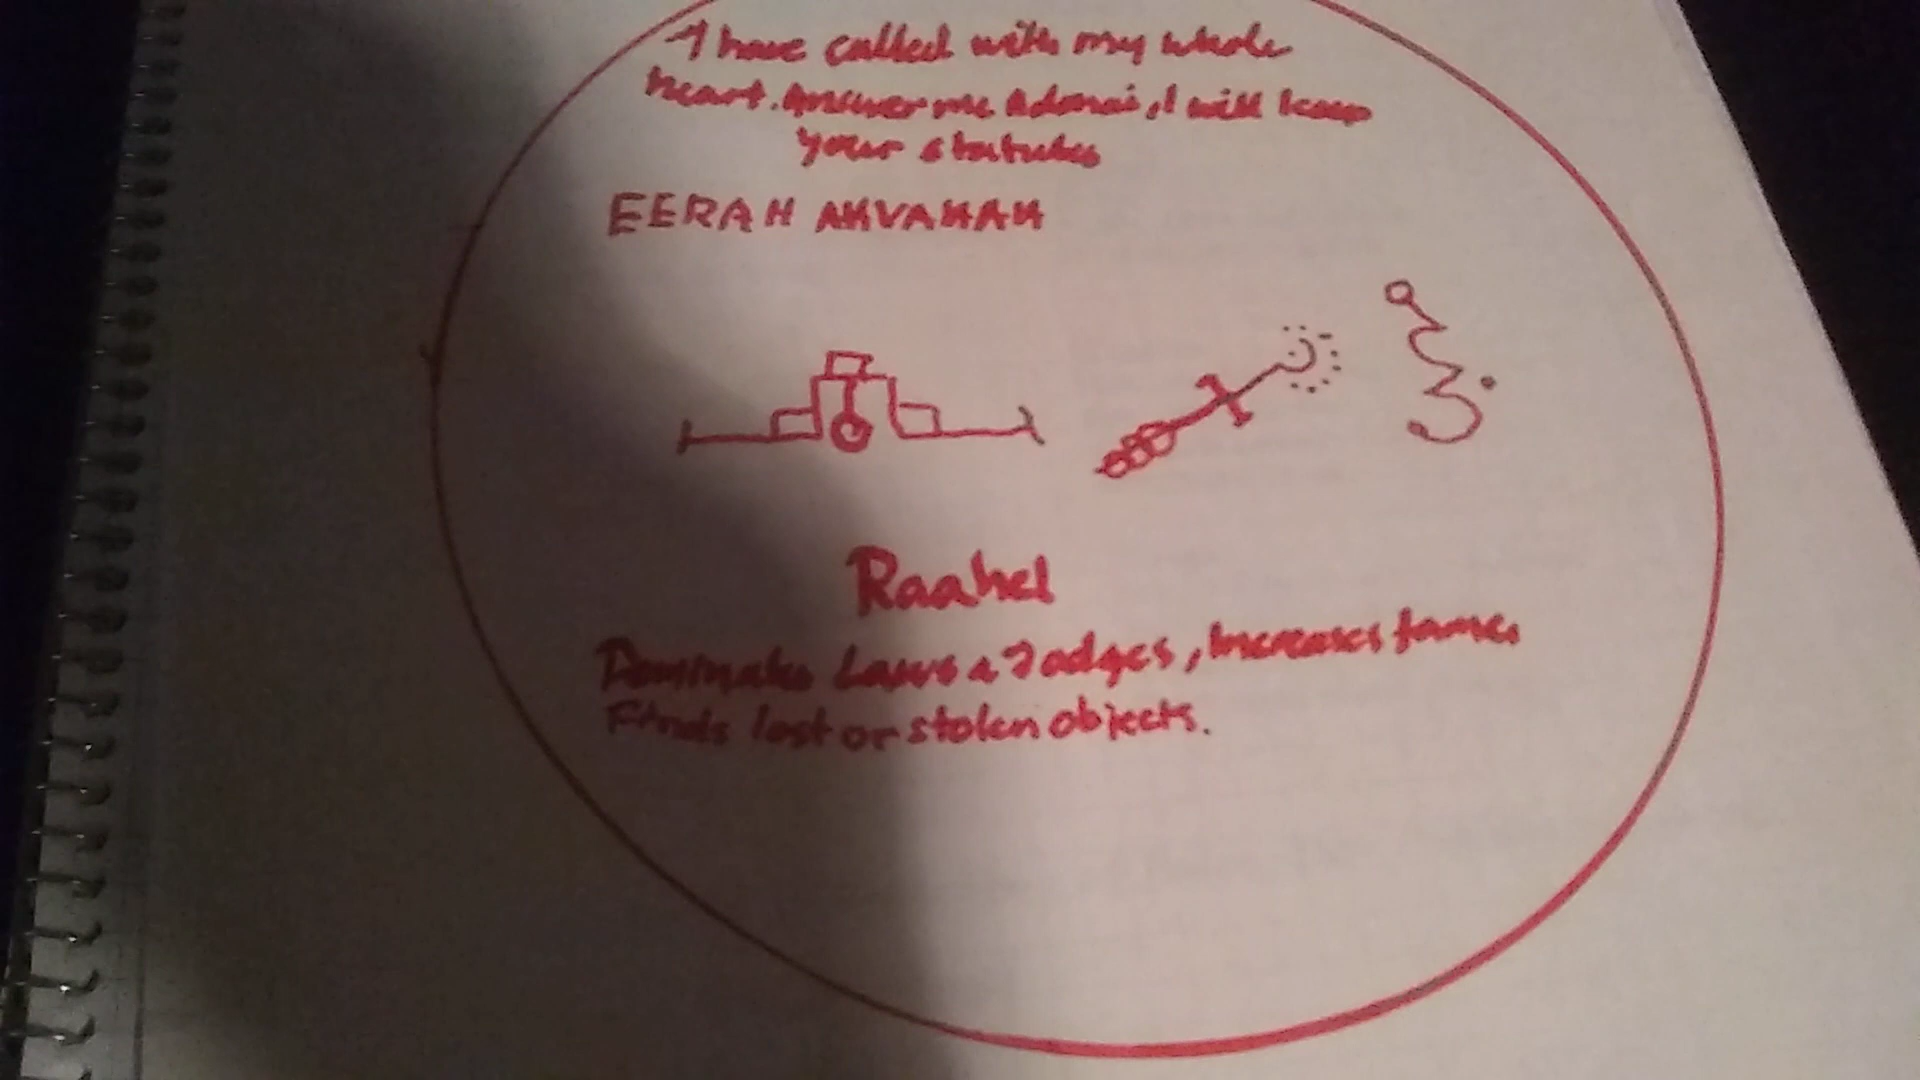 I have called with my whole
heart. Answer me Adonai, I will keep
your statutes
EERAH AHVAHAH
Raahel
Dominate Laws & Judges, Increases fame,
Finds lost or stolen objects.